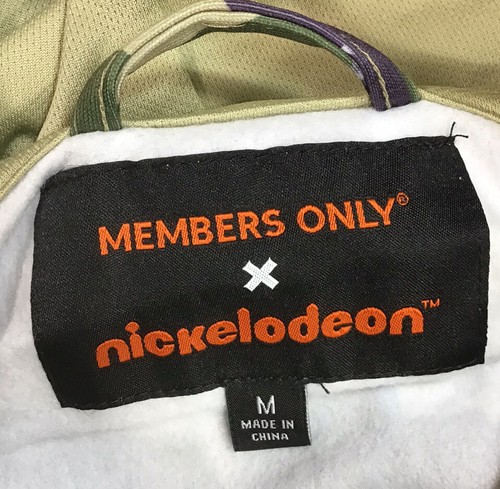 MEMBERS ONLY®
X
nickelodeon™
M
MADE IN
CHINA